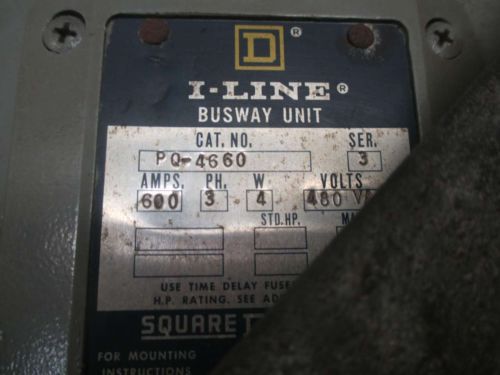 D ®
I-LINE ®
BUSWAY UNIT
CAT. NO. SER.
PQ-4660 3
AMPS. PH. W VOLTS
600 3 4 480 V
STD. HP.
USE TIME DELAY
H.P. RATING. SEE
SQUARE
FOR MOUNTING
INSTRUCTIONS